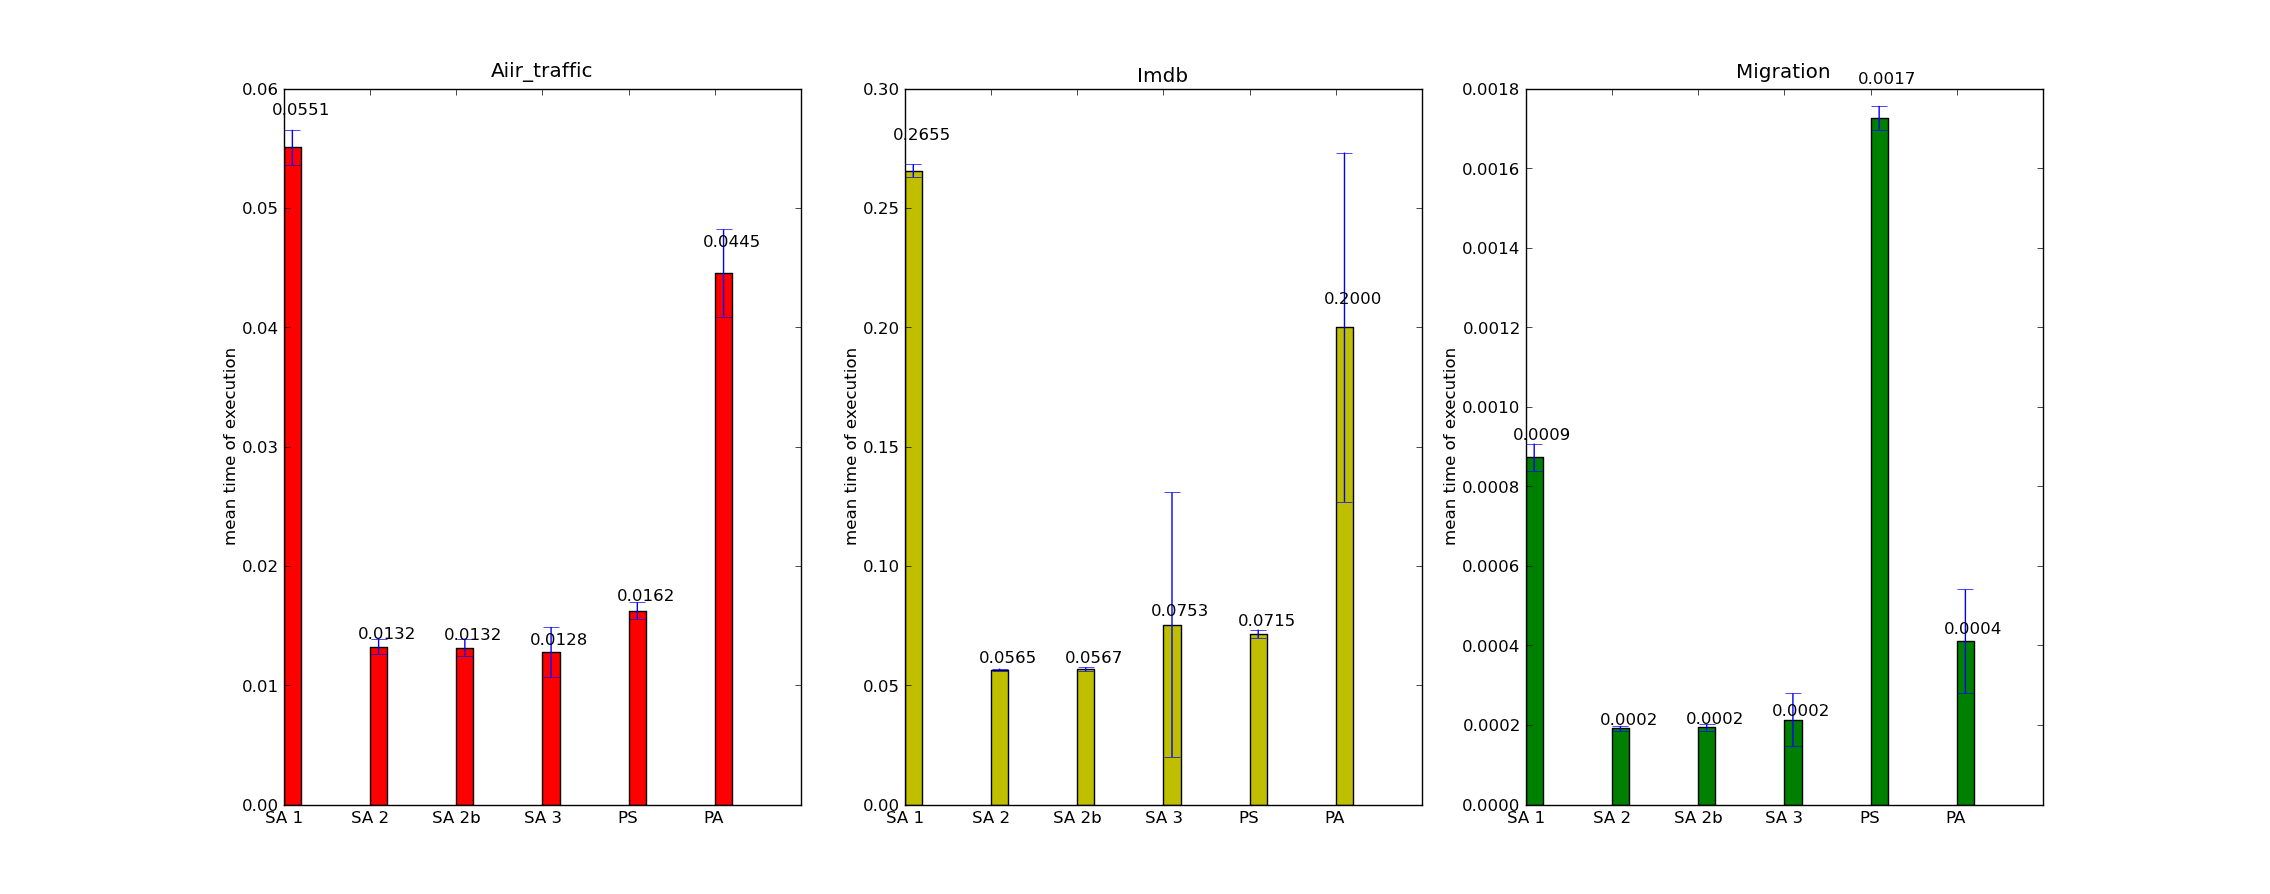 Aiir_traffic
0.06
0.05
0.04
0.03
0.02
0.01
0.00
mean time of execution
0.0551
0.0132
0.0132
0.0128
0.0162
0.0445
SA 1
SA 2
SA 2b
SA 3
PS
PA
Imdb
0.30
0.25
0.20
0.15
0.10
0.05
0.00
mean time of execution
0.2655
0.0565
0.0567
0.0753
0.0715
0.2000
SA 1
SA 2
SA 2b
SA 3
PS
PA
Migration
0.0018
0.0016
0.0014
0.0012
0.0010
0.0008
0.0006
0.0004
0.0002
0.0000
mean time of execution
0.0009
0.0002
0.0002
0.0002
0.0017
0.0004
SA 1
SA 2
SA 2b
SA 3
PS
PA